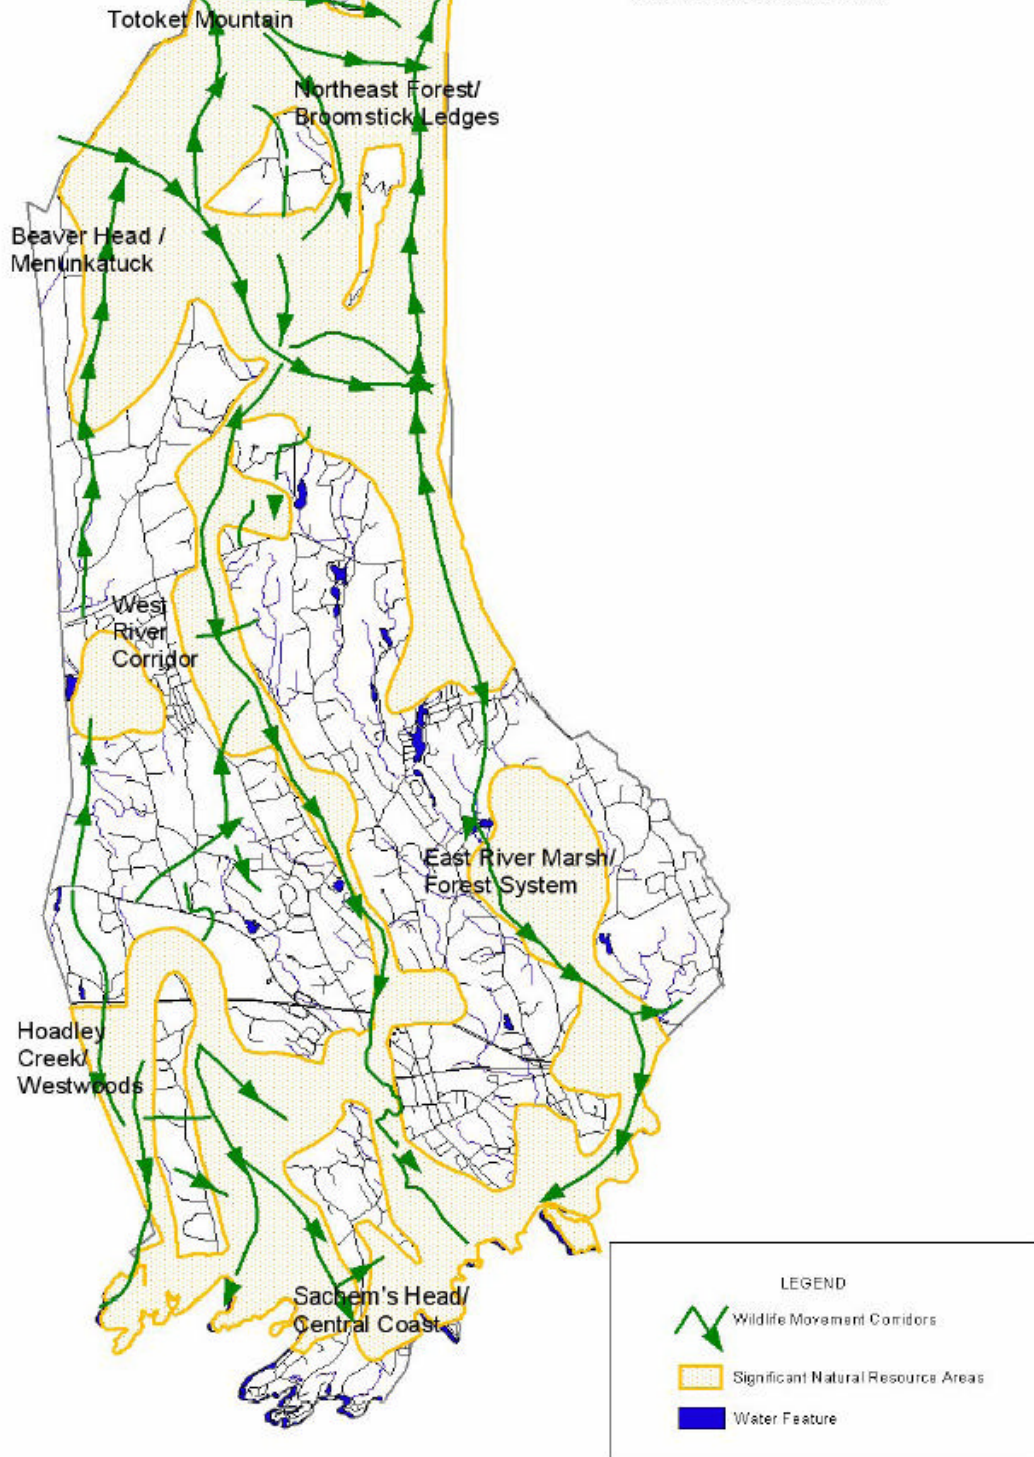 Totoket Mountain
Northeast Forest/
Broomstick Ledges
Beaver Head /
Menunkatuck
West
River
Corridor
East River Marsh/
Forest System
Hoadley
Creek/
Westwoods
Sachem's Head/
Central Coast
LEGEND
Wildlife Movement Corridors
Significant Natural Resource Areas
Water Feature